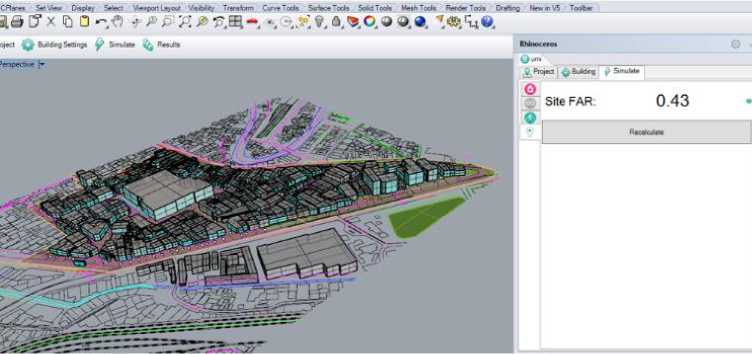 CPlanes Set View Display Select Viewport Layout Visibility Transform Curve Tools Surface Tools Solid Tools Mesh Tools Render Tools Drafting New in V5 Toolbar
oject Building Settings Simulate Results
Perspective
Rhinoceros
umi
Project Building Simulate
Site FAR: 0.43
Recalculate